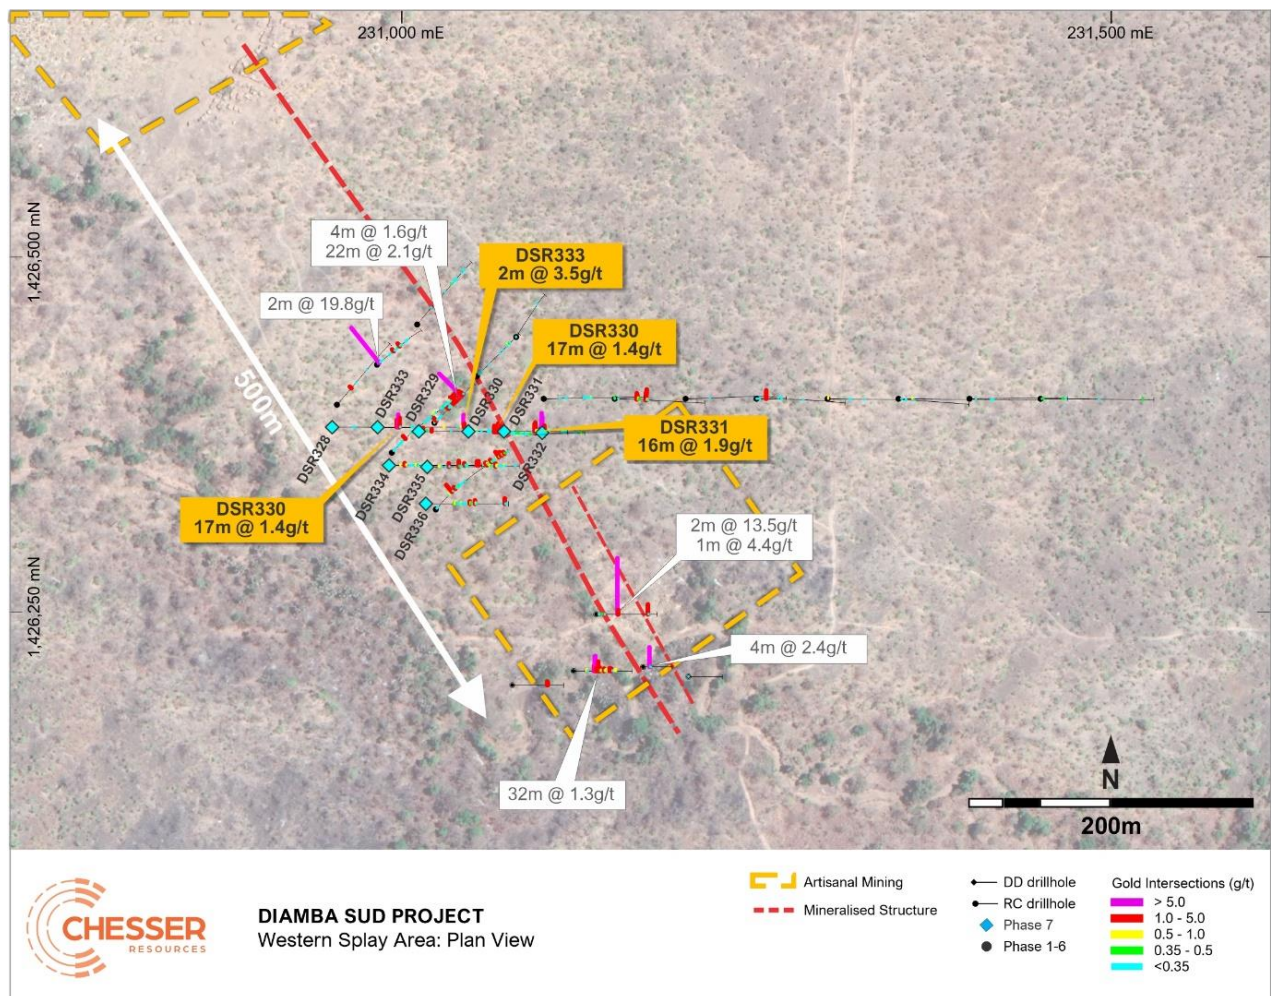 231,000 mE
231,500 mE
1,426,500 mN
1,426,250 mN
4m @ 1.6g/t
22m @ 2.1g/t
DSR333
2m @ 3.5g/t
2m @ 19.8g/t
DSR330
17m @ 1.4g/t
500m
DSR333
DSR329
DSR330
DSR331
DSR328
DSR331
16m @ 1.9g/t
DSR332
DSR334
DSR335
DSR336
DSR330
17m @ 1.4g/t
2m @ 13.5g/t
1m @ 4.4g/t
4m @ 2.4g/t
32m @ 1.3g/t
N
200m
CHESSER
RESOURCES
DIAMBA SUD PROJECT
Western Splay Area: Plan View
Artisanal Mining
Mineralised Structure
DD drillhole
RC drillhole
Phase 7
Phase 1-6
Gold Intersections (g/t)
> 5.0
1.0 - 5.0
0.5 - 1.0
0.35 - 0.5
<0.35